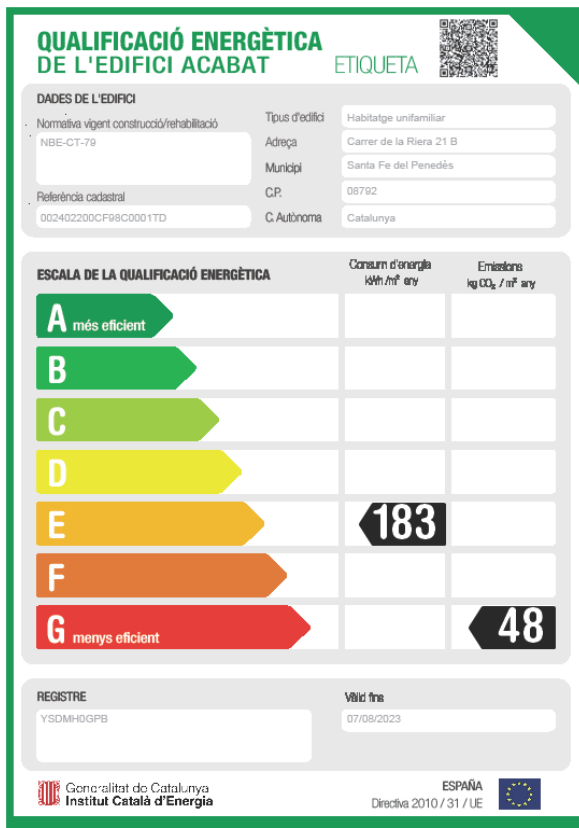 QUALIFICACIÓ ENERGÈTICA
DE L'EDIFICI ACABAT ETIQUETA
DADES DE L'EDIFICI
Normativa vigent construcció/rehabilitació
NBE-CT-79
Referència cadastral
002402200CF98C0001TD
Tipus d'edifici Habitatge unifamiliar
Adreça Carrer de la Riera 21 B
Municipi Santa Fe del Penedès
C.P. 08792
C. Autònoma Catalunya
ESCALA DE LA QUALIFICACIÓ ENERGÈTICA
Consum d'energia
kWh /m² any
Emissions
kg CO₂ / m² any
A més eficient
B
C
D
E 183
F
G menys eficient 48
REGISTRE
YSDMH0GPB
Vàlid fins
07/08/2023
Generalitat de Catalunya
Institut Català d'Energia
ESPAÑA
Directiva 2010 / 31 / UE